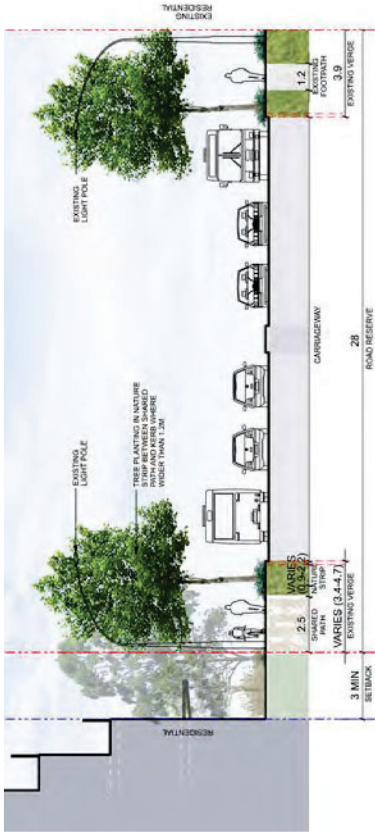 EXISTING
RESIDENTIAL
EXISTING
LIGHT POLE
EXISTING
LIGHT POLE
TREE PLANTING IN NATURE
STRIP BETWEEN SHARED
PATH AND KERB WHERE
WIDER THAN 1.2M
RESIDENTIAL
3 MIN
SETBACK
2.5
SHARED
PATH
VARIES
(0.9-2.2)
NATURE
STRIP
VARIES (3.4-4.7)
EXISTING VERGE
CARRIAGEWAY
28
ROAD RESERVE
1.2
EXISTING
FOOTPATH
3.9
EXISTING VERGE